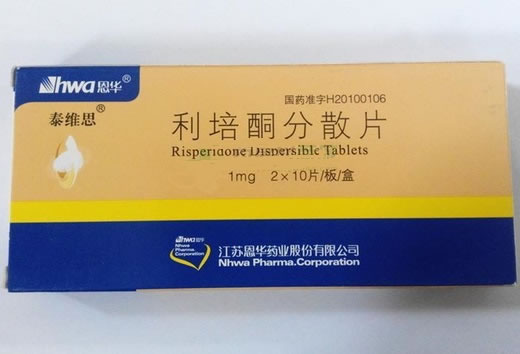 Nhwa 恩华®
泰维思®
国药准字H20100106
利培酮分散片
Risperidone Dispersible Tablets
1mg 2×10片/板/盒
Nhwa 恩华
Nhwa
Pharma.
Corporation
江苏恩华药业股份有限公司
Nhwa Pharma.Corporation